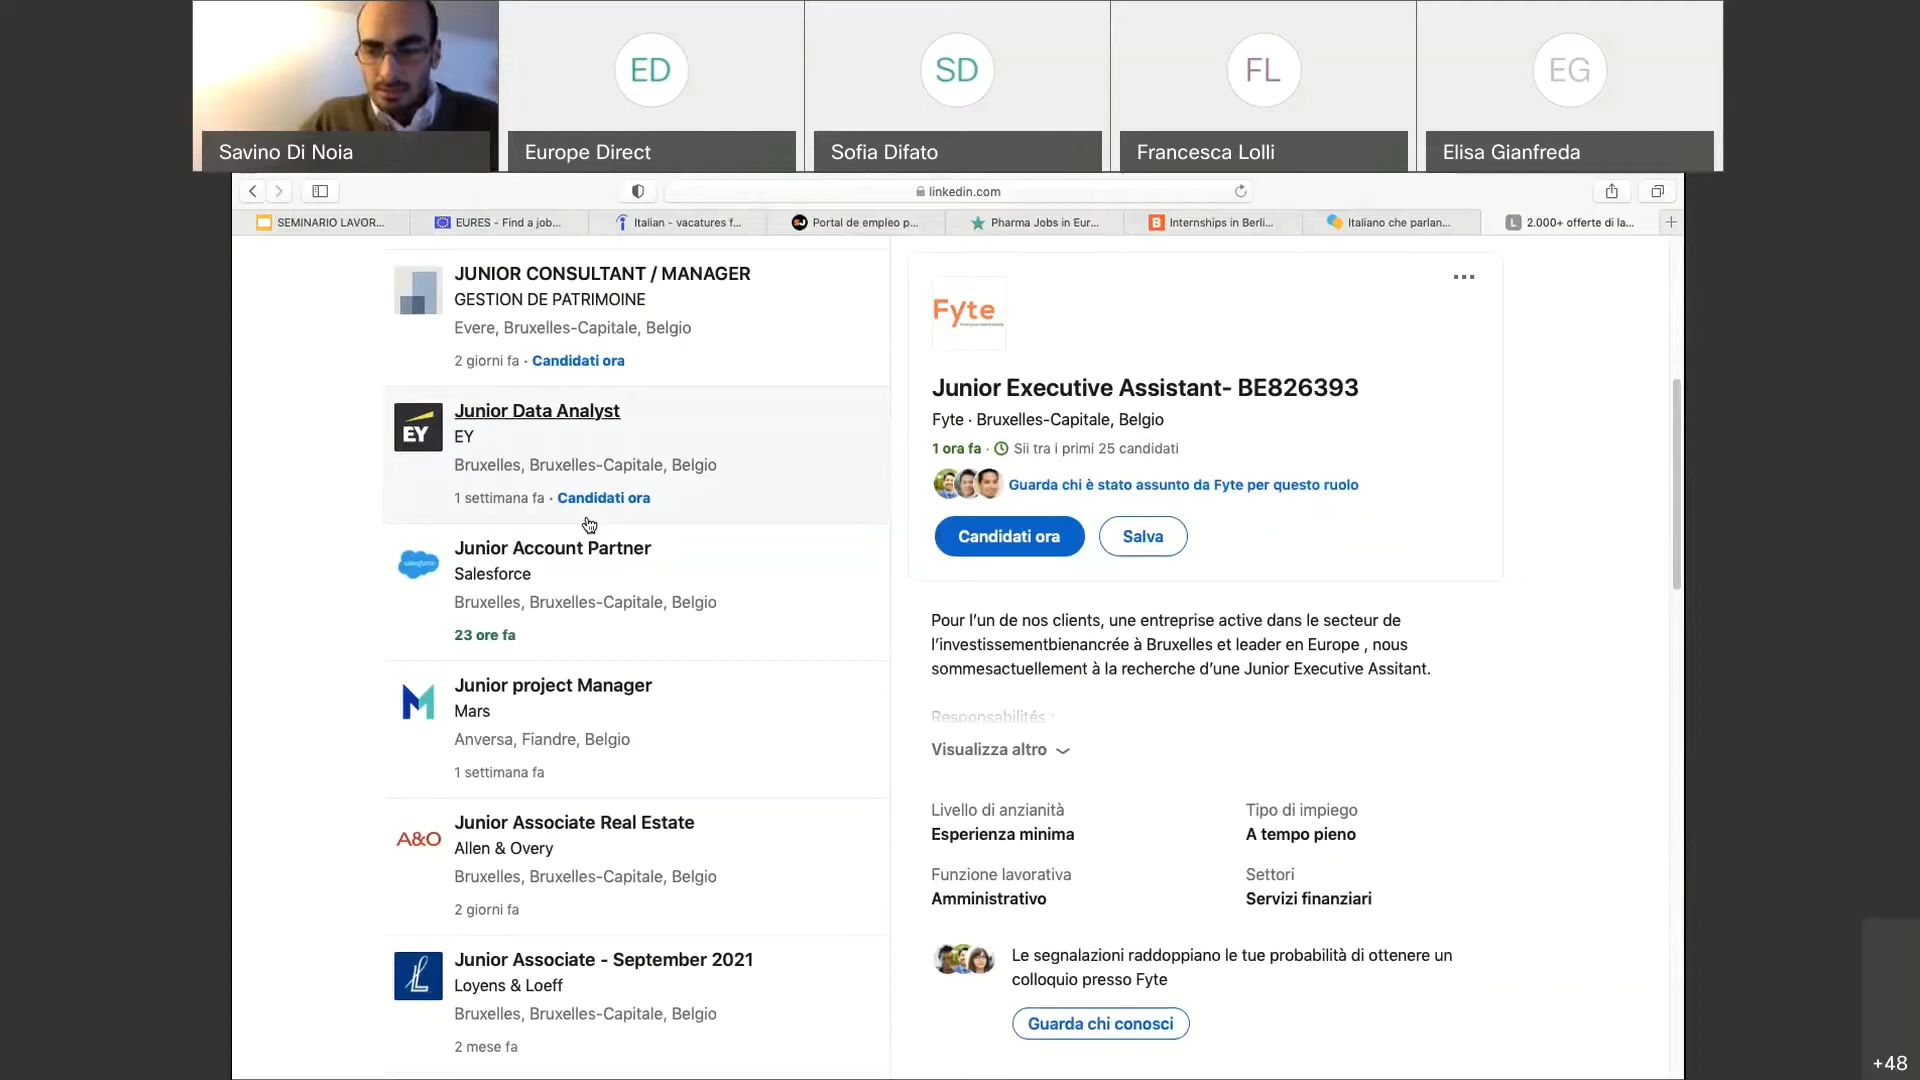 ED
SD
FL
EG
Savino Di Noia
Europe Direct
Sofia Difato
Francesca Lolli
Elisa Gianfreda
linkedin.com
SEMINARIO LAVOR...
EURES - Find a job...
Italian - vacatures f...
Portal de empleo p...
Pharma Jobs in Eur...
Internships in Berli...
Italiano che parlan...
L 2.000+ offerte di la...
JUNIOR CONSULTANT / MANAGER
GESTION DE PATRIMOINE
Evere, Bruxelles-Capitale, Belgio
2 giorni fa · Candidati ora
EY
Junior Data Analyst
EY
Bruxelles, Bruxelles-Capitale, Belgio
1 settimana fa · Candidati ora
salesforce
Junior Account Partner
Salesforce
Bruxelles, Bruxelles-Capitale, Belgio
23 ore fa
Junior project Manager
Mars
Anversa, Fiandre, Belgio
1 settimana fa
A&O
Junior Associate Real Estate
Allen & Overy
Bruxelles, Bruxelles-Capitale, Belgio
2 giorni fa
Junior Associate - September 2021
Loyens & Loeff
Bruxelles, Bruxelles-Capitale, Belgio
2 mese fa
Fyte
Junior Executive Assistant- BE826393
Fyte · Bruxelles-Capitale, Belgio
1 ora fa · Sii tra i primi 25 candidati
Guarda chi è stato assunto da Fyte per questo ruolo
Candidati ora
Salva
Pour l’un de nos clients, une entreprise active dans le secteur de
l’investissementbienancrée à Bruxelles et leader en Europe , nous
sommesactuellement à la recherche d’une Junior Executive Assitant.
Responsabilités :
Visualizza altro
Livello di anzianità
Esperienza minima
Tipo di impiego
A tempo pieno
Funzione lavorativa
Amministrativo
Settori
Servizi finanziari
Le segnalazioni raddoppiano le tue probabilità di ottenere un
colloquio presso Fyte
Guarda chi conosci
+48